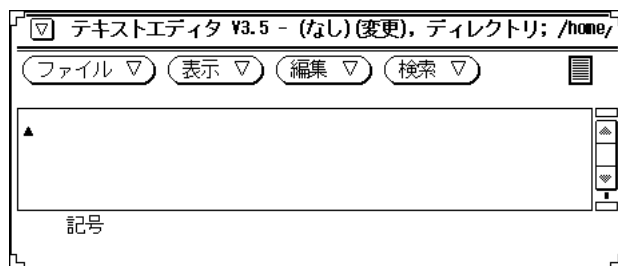 テキストエディタ V3.5 - (なし)(変更), ディレクトリ; /home/
ファイル 表示 編集 検索
記号